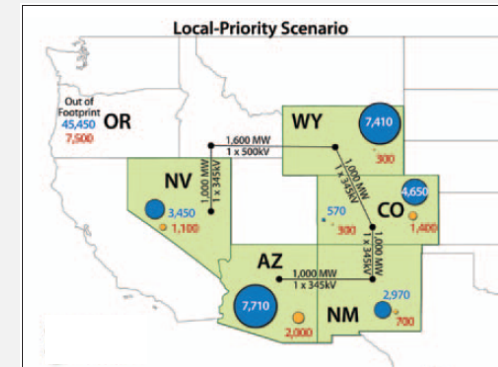 Local-Priority Scenario
Out of
Footprint
45,450
7,500
OR
WY
7,410
300
1,600 MW
1 x 500kV
1,000 MW
1 x 345kV
NV
1,000 MW
1 x 345kV
3,450
1,100
4,650
CO
570
300
1,400
1,000 MW
1 x 345kV
AZ
1,000 MW
1 x 345kV
7,710
2,000
NM
2,970
700